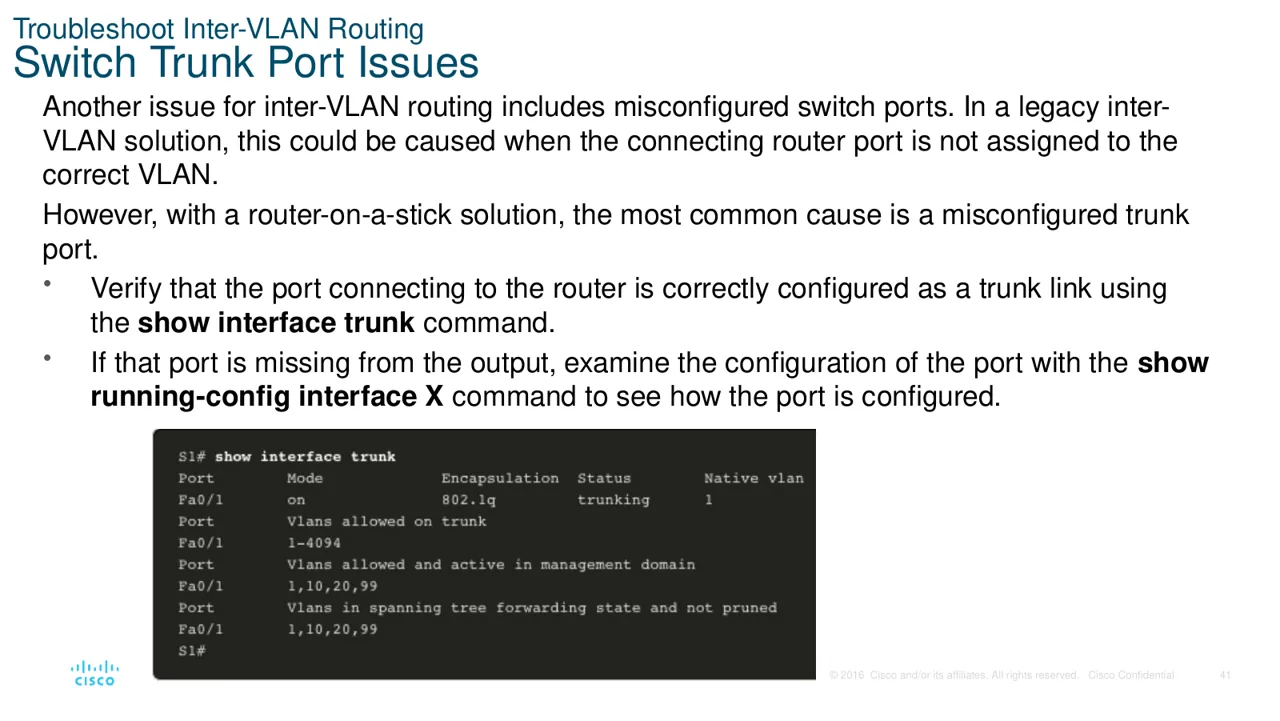 Troubleshoot Inter-VLAN Routing
Switch Trunk Port Issues
Another issue for inter-VLAN routing includes misconfigured switch ports. In a legacy inter-
VLAN solution, this could be caused when the connecting router port is not assigned to the
correct VLAN.
However, with a router-on-a-stick solution, the most common cause is a misconfigured trunk
port.
• Verify that the port connecting to the router is correctly configured as a trunk link using
the show interface trunk command.
• If that port is missing from the output, examine the configuration of the port with the show
running-config interface X command to see how the port is configured.
S1# show interface trunk
Port Mode Encapsulation Status Native vlan
Fa0/1 on 802.1q trunking 1
Port Vlans allowed on trunk
Fa0/1 1-4094
Port Vlans allowed and active in management domain
Fa0/1 1,10,20,99
Port Vlans in spanning tree forwarding state and not pruned
Fa0/1 1,10,20,99
S1#
CISCO
© 2016 Cisco and/or its affiliates. All rights reserved. Cisco Confidential 41